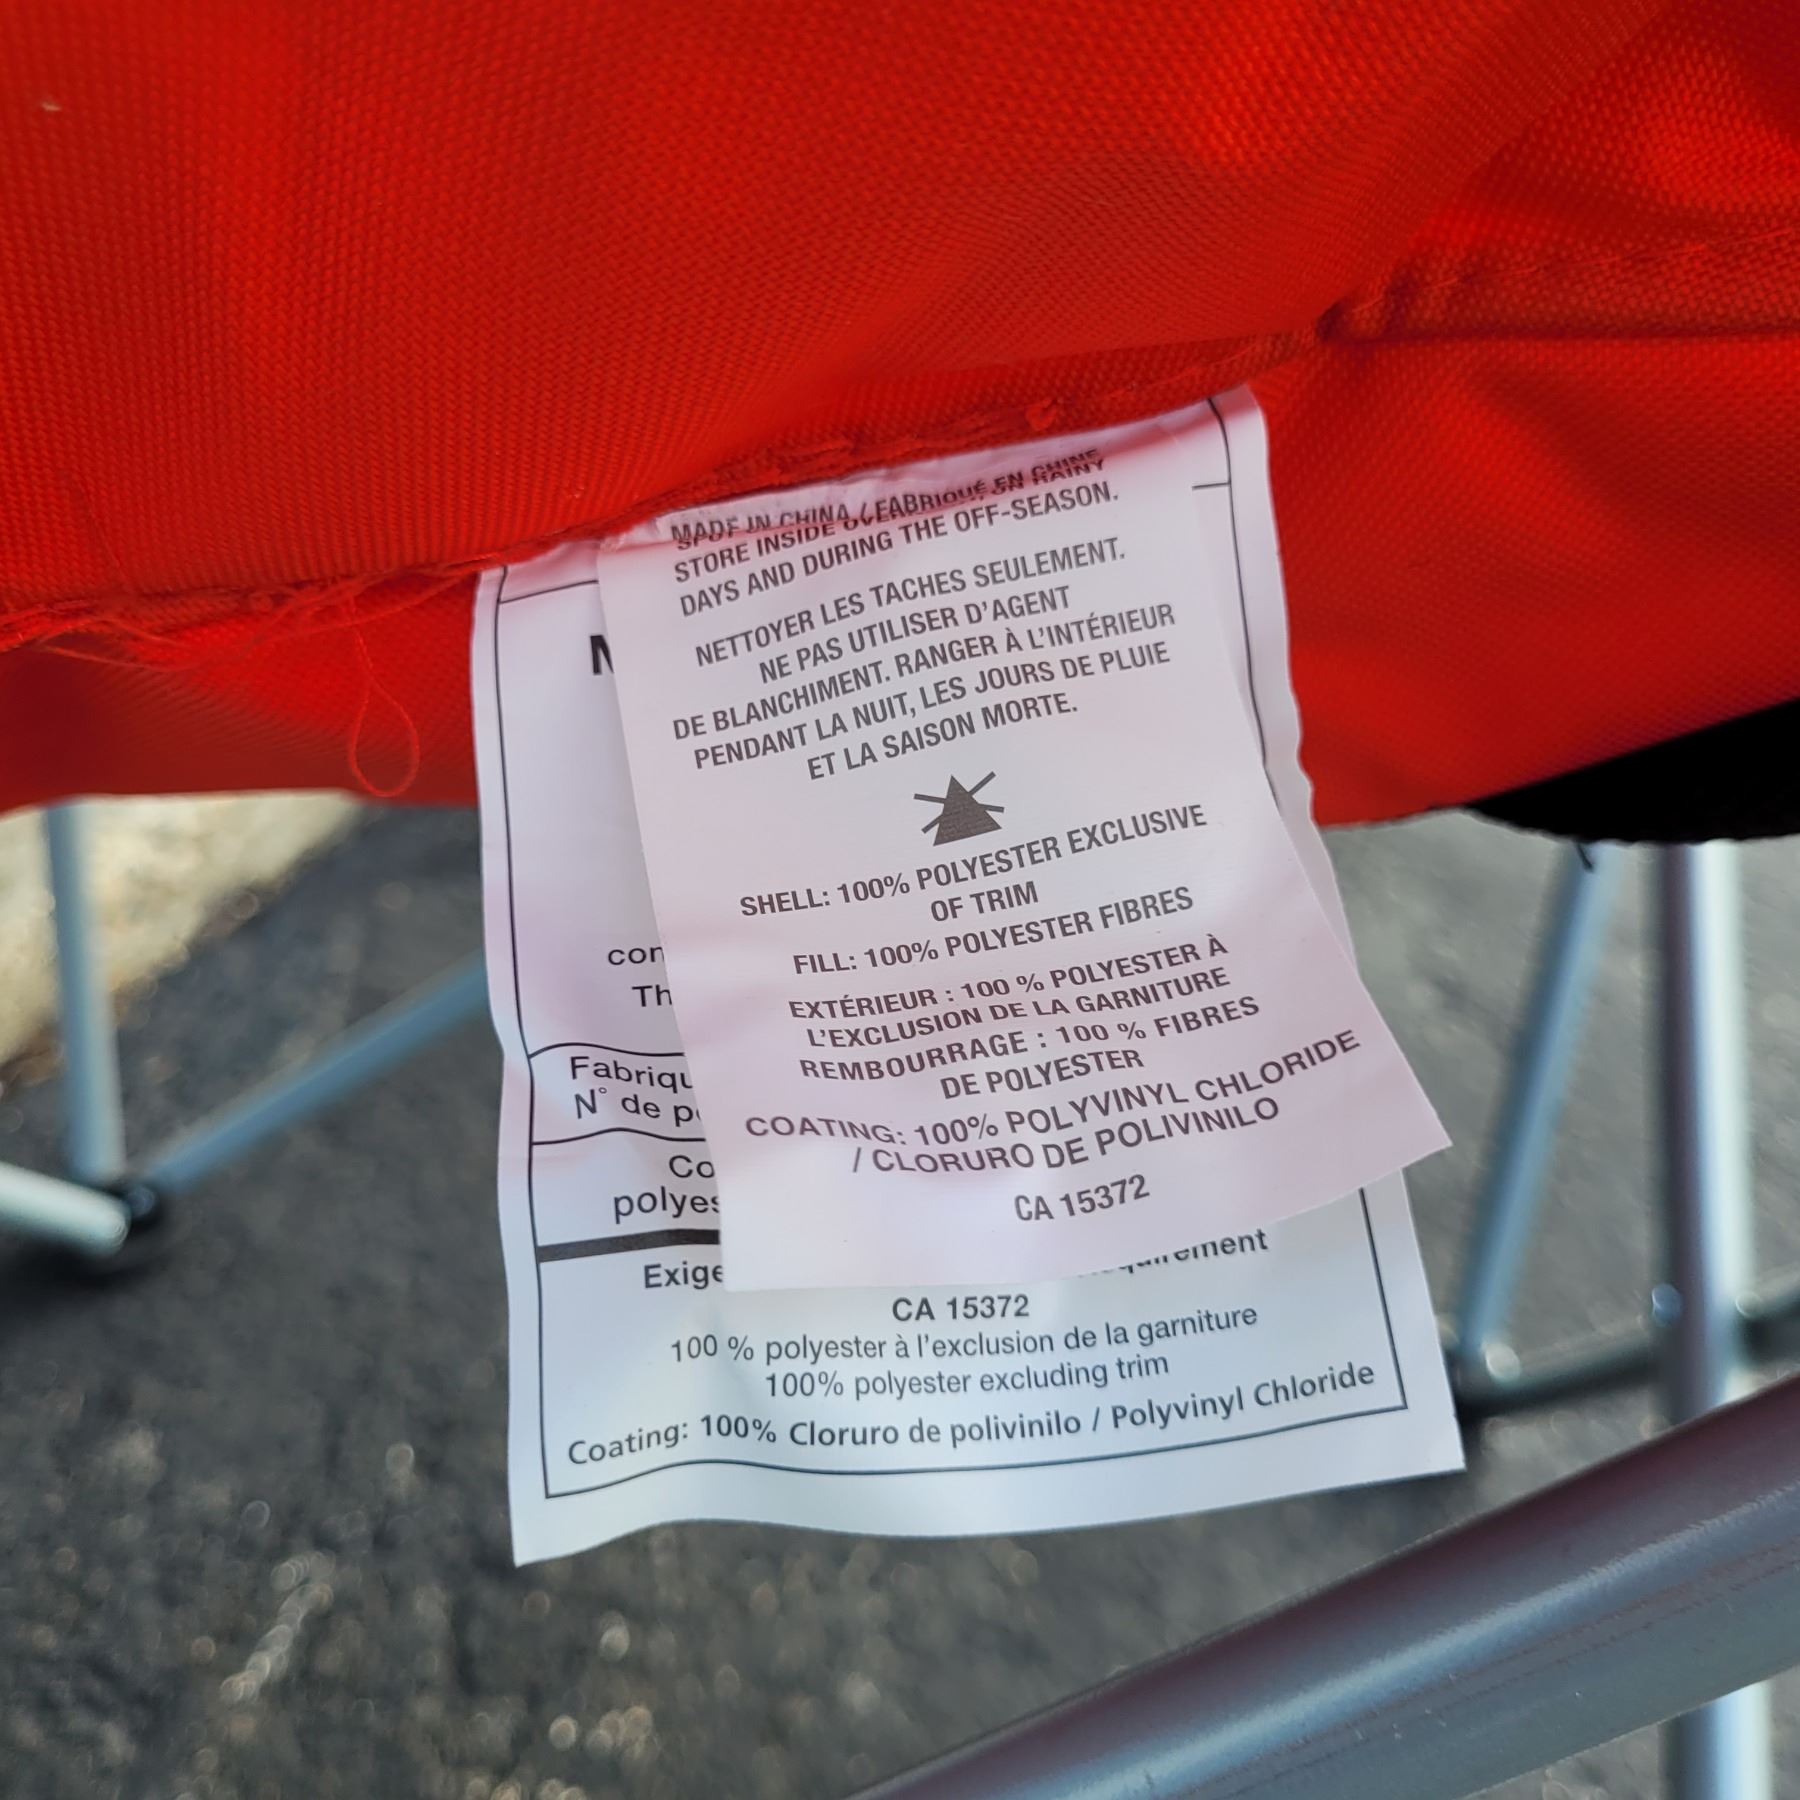 MADE IN CHINA / FABRIQUÉ EN CHINE
STORE INSIDE RAINY
DAYS AND DURING THE OFF-SEASON.
NETTOYER LES TACHES SEULEMENT.
NE PAS UTILISER D'AGENT
DE BLANCHIMENT. RANGER À L'INTÉRIEUR
PENDANT LA NUIT, LES JOURS DE PLUIE
ET LA SAISON MORTE.
SHELL: 100% POLYESTER EXCLUSIVE
OF TRIM
FILL: 100% POLYESTER FIBRES
EXTÉRIEUR : 100 % POLYESTER À
L'EXCLUSION DE LA GARNITURE
REMBOURRAGE : 100 % FIBRES
DE POLYESTER
COATING: 100% POLYVINYL CHLORIDE
/ CLORURO DE POLIVINILO
CA 15372
N
con
Th
Fabriqu
N° de p
Co
polyes
Exige quirement
CA 15372
100 % polyester à l'exclusion de la garniture
100% polyester excluding trim
Coating: 100% Cloruro de polivinilo / Polyvinyl Chloride